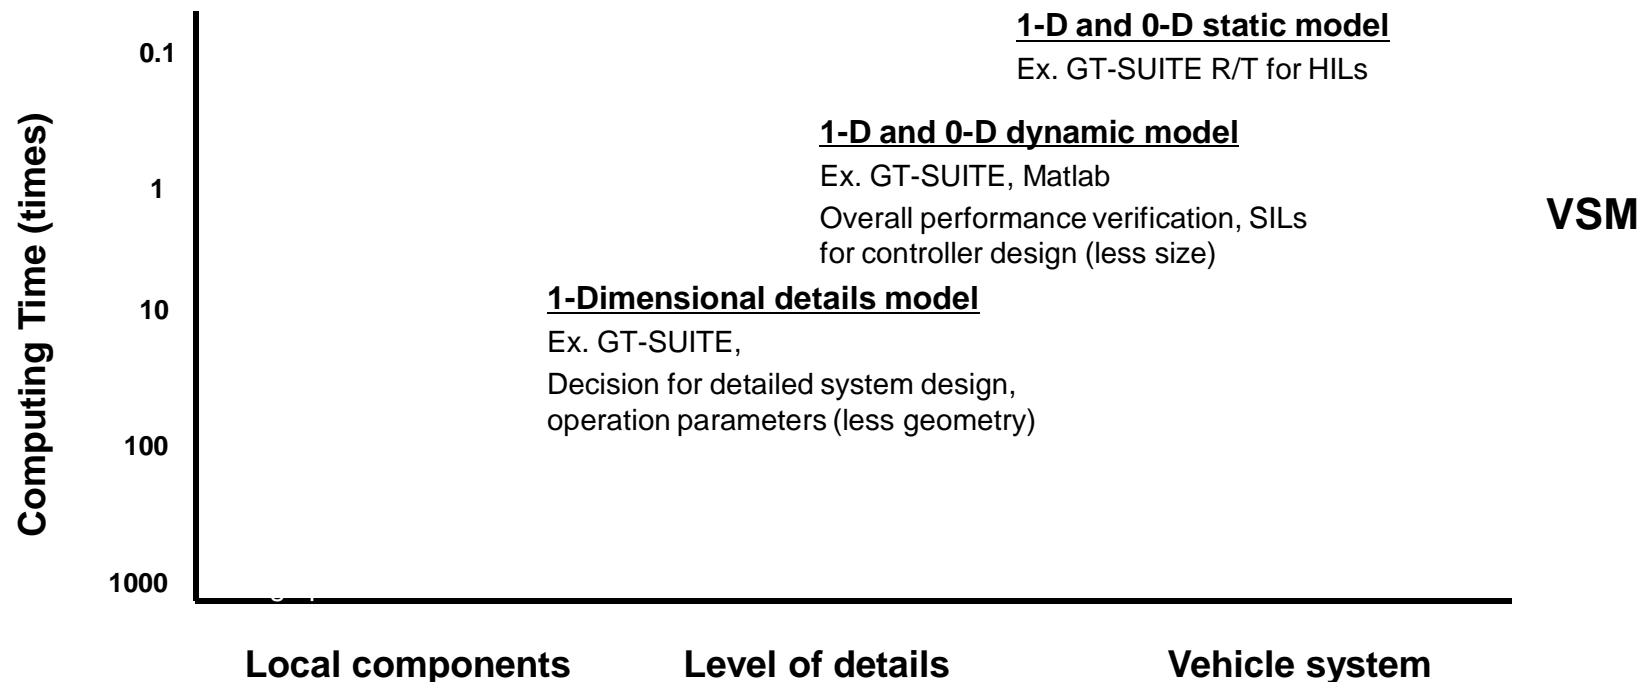 1-D and 0-D static model
0.1
Ex. GT-SUITE R/T for HILs
1-D and 0-D dynamic model
Ex. GT-SUITE, Matlab
1
Overall performance verification, SILs
for controller design (less size)
VSM
1-Dimensional details model
10
Ex. GT-SUITE,
Decision for detailed system design,
operation parameters (less geometry)
100
1000
Computing Time (times)
Local components
Level of details
Vehicle system